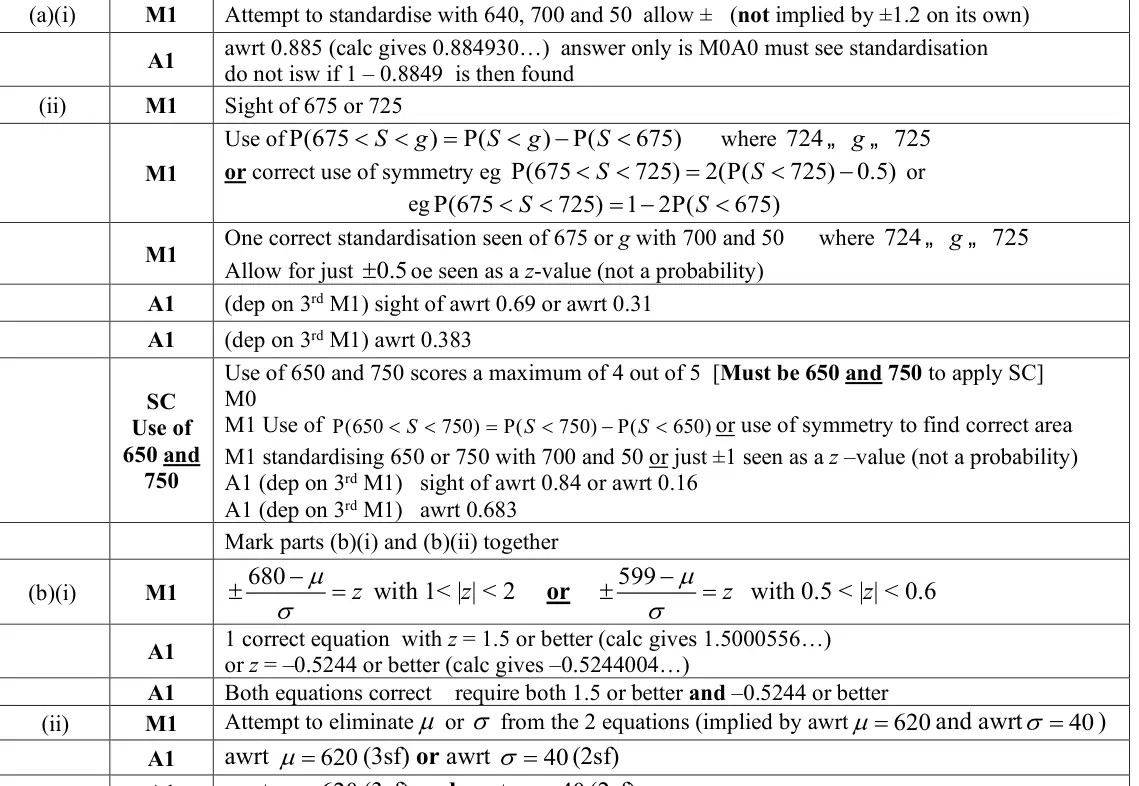 (a)(i) M1 Attempt to standardise with 640, 700 and 50 allow ± (not implied by ±1.2 on its own)
A1 awrt 0.885 (calc gives 0.884930…) answer only is M0A0 must see standardisation
do not isw if 1 – 0.8849 is then found
(ii) M1 Sight of 675 or 725
M1 Use of P(675 < S < g) = P(S < g) − P(S < 675) where 724 „ g „ 725
or correct use of symmetry eg P(675 < S < 725) = 2(P(S < 725) − 0.5) or
eg P(675 < S < 725) = 1 − 2P(S < 675)
M1 One correct standardisation seen of 675 or g with 700 and 50 where 724 „ g „ 725
Allow for just ±0.5 oe seen as a z-value (not a probability)
A1 (dep on 3rd M1) sight of awrt 0.69 or awrt 0.31
A1 (dep on 3rd M1) awrt 0.383
SC Use of 650 and 750
Use of 650 and 750 scores a maximum of 4 out of 5 [Must be 650 and 750 to apply SC]
M0
M1 Use of P(650 < S < 750) = P(S < 750) − P(S < 650) or use of symmetry to find correct area
M1 standardising 650 or 750 with 700 and 50 or just ±1 seen as a z –value (not a probability)
A1 (dep on 3rd M1) sight of awrt 0.84 or awrt 0.16
A1 (dep on 3rd M1) awrt 0.683
Mark parts (b)(i) and (b)(ii) together
(b)(i) M1 ± (680 − μ)/σ = z with 1< |z| < 2 or ± (599 − μ)/σ = z with 0.5 < |z| < 0.6
A1 1 correct equation with z = 1.5 or better (calc gives 1.5000556…)
or z = –0.5244 or better (calc gives –0.5244004…)
A1 Both equations correct require both 1.5 or better and –0.5244 or better
(ii) M1 Attempt to eliminate μ or σ from the 2 equations (implied by awrt μ = 620 and awrt σ = 40 )
A1 awrt μ = 620 (3sf) or awrt σ = 40 (2sf)